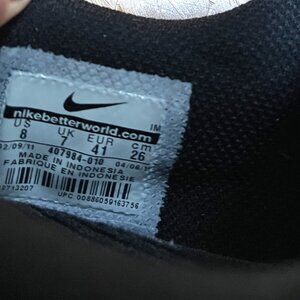 nikebetterworld.com
US UK EUR cm
8 7 41 26
02/09/11 407984-010 04/06/1
MADE IN INDONESIA
FABRIQUE EN INDONESIE
UPC 00886059163756